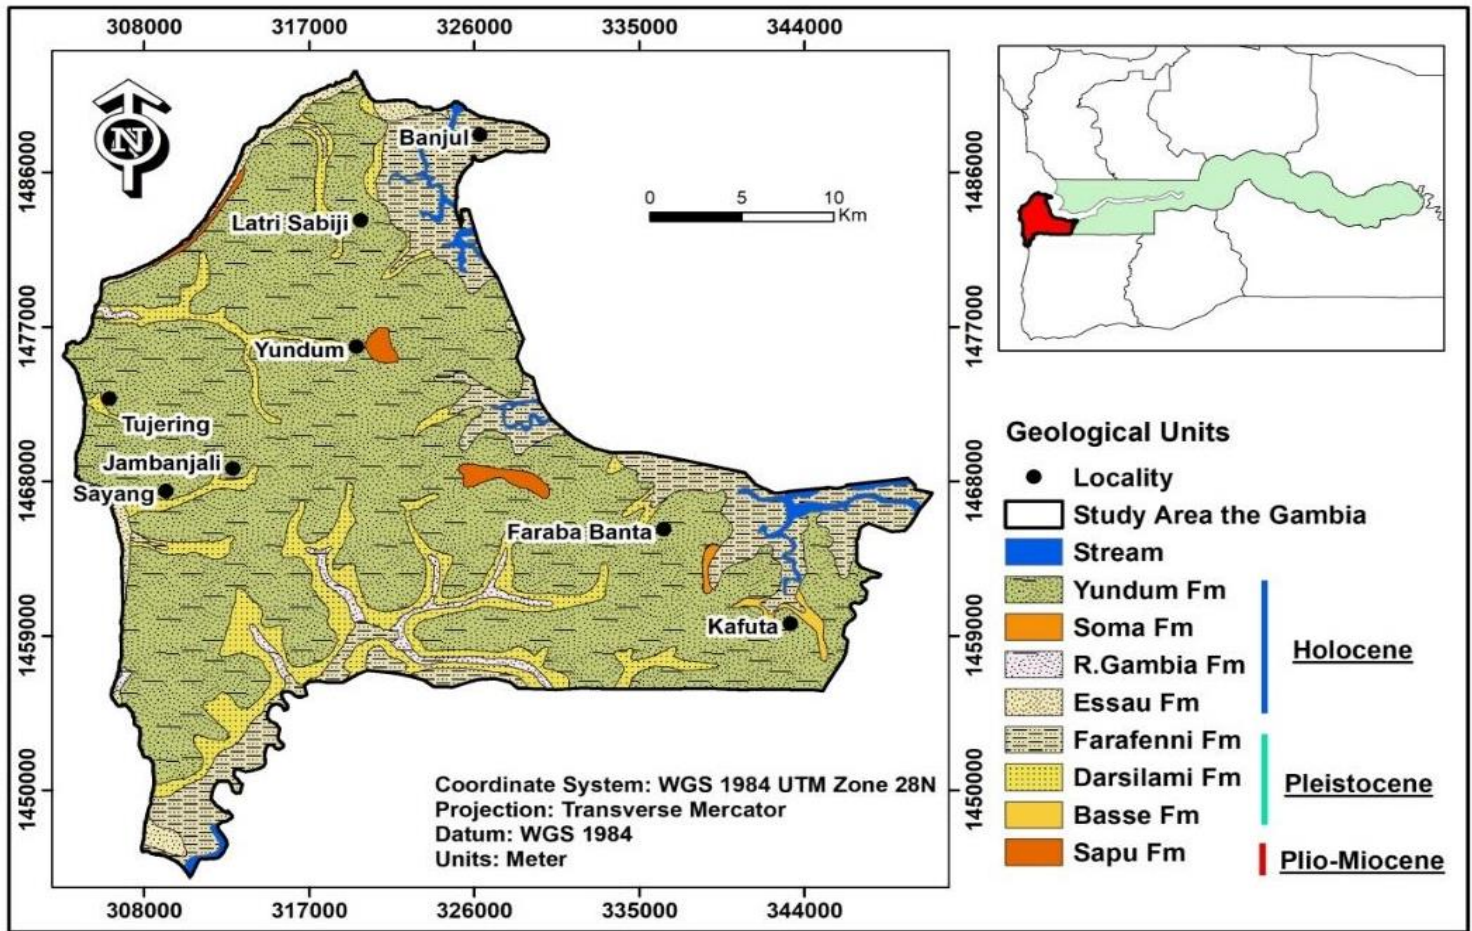 308000 317000 326000 335000 344000
N
Banjul
1486000
1486000
0 5 10
Km
Latri Sabiji
1477000
1477000
Yundum
Tujering
Jambanjali
Sayang
1468000
1468000
Faraba Banta
Kafuta
1459000
1459000
1450000
1450000
Coordinate System: WGS 1984 UTM Zone 28N
Projection: Transverse Mercator
Datum: WGS 1984
Units: Meter
308000 317000 326000 335000 344000
Geological Units
Locality
Study Area the Gambia
Stream
Yundum Fm
Soma Fm
R.Gambia Fm
Essau Fm
Farafenni Fm
Darsilami Fm
Basse Fm
Sapu Fm
Holocene
Pleistocene
Plio-Miocene